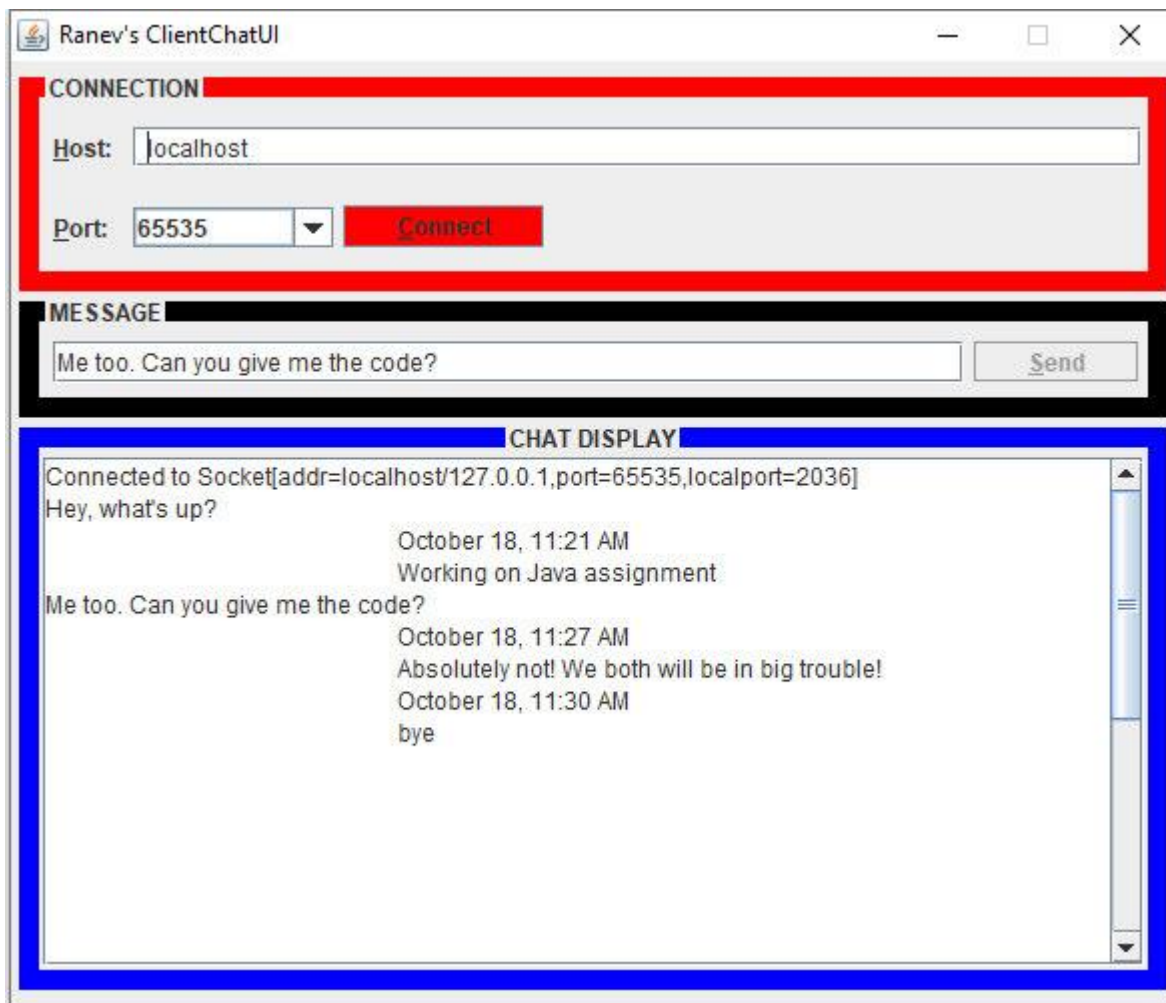 Ranev's ClientChatUI
CONNECTION
Host: localhost
Port: 65535 Connect
MESSAGE
Me too. Can you give me the code? Send
CHAT DISPLAY
Connected to Socket[addr=localhost/127.0.0.1,port=65535,localport=2036]
Hey, what's up?
October 18, 11:21 AM
Working on Java assignment
Me too. Can you give me the code?
October 18, 11:27 AM
Absolutely not! We both will be in big trouble!
October 18, 11:30 AM
bye